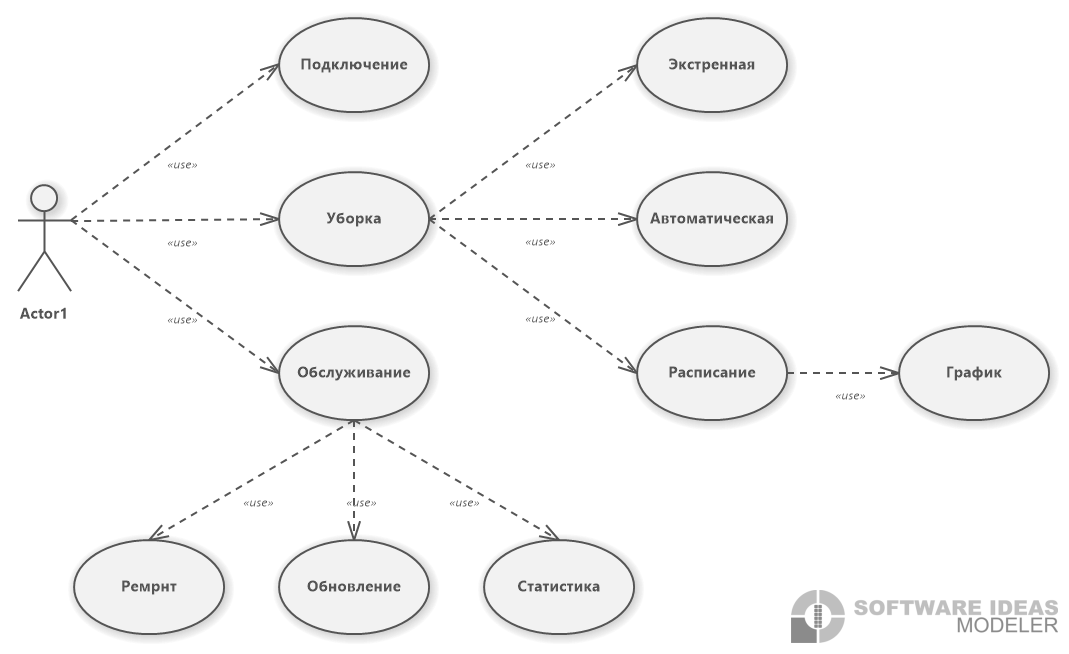 Подключение
Экстренная
«use»
«use»
Уборка
Автоматическая
«use»
«use»
Actor1
«use»
«use»
Обслуживание
Расписание
График
«use»
«use»
«use»
«use»
Ремрнт
Обновление
Статистика
SOFTWARE IDEAS
MODELER